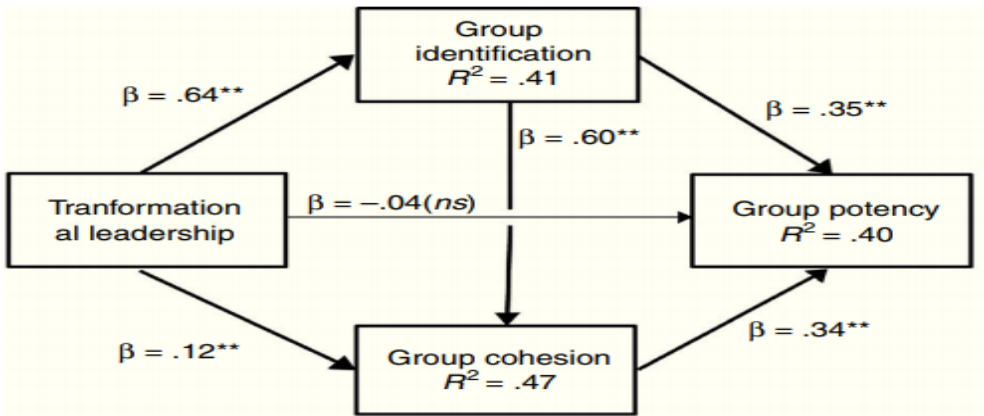 Group
identification
R² = .41
β = .64**
β = .35**
β = .60**
Tranformation
al leadership
β = –.04(ns)
Group potency
R² = .40
β = .12**
Group cohesion
R² = .47
β = .34**